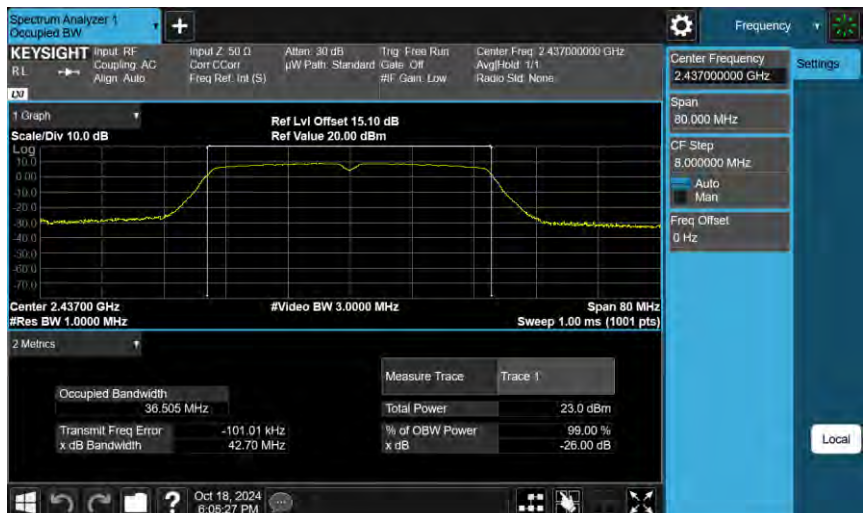 Spectrum Analyzer 1
Occupied BW
Frequency
KEYSIGHT
RL
LXI
Input: RF
Coupling: AC
Align: Auto
Input Z: 50 Ω
Corr CCorr
Freq Ref: Int (S)
Atten: 30 dB
µW Path: Standard
Trig: Free Run
Gate: Off
#IF Gain: Low
Center Freq: 2.437000000 GHz
Avg|Hold: 1/1
Radio Std: None
Center Frequency
2.437000000 GHz
Settings
Span
80.000 MHz
CF Step
8.000000 MHz
Auto
Man
Freq Offset
0 Hz
Local
1 Graph
Scale/Div 10.0 dB
Ref Lvl Offset 15.10 dB
Ref Value 20.00 dBm
Log
10.0
0.00
-10.0
-20.0
-30.0
-40.0
-50.0
-60.0
-70.0
Center 2.43700 GHz
#Res BW 1.0000 MHz
#Video BW 3.0000 MHz
Span 80 MHz
Sweep 1.00 ms (1001 pts)
2 Metrics
Measure Trace
Trace 1
Occupied Bandwidth
36.505 MHz
Total Power
23.0 dBm
Transmit Freq Error
-101.01 kHz
% of OBW Power
99.00 %
x dB Bandwidth
42.70 MHz
x dB
-26.00 dB
?
Oct 18, 2024
6:05:27 PM